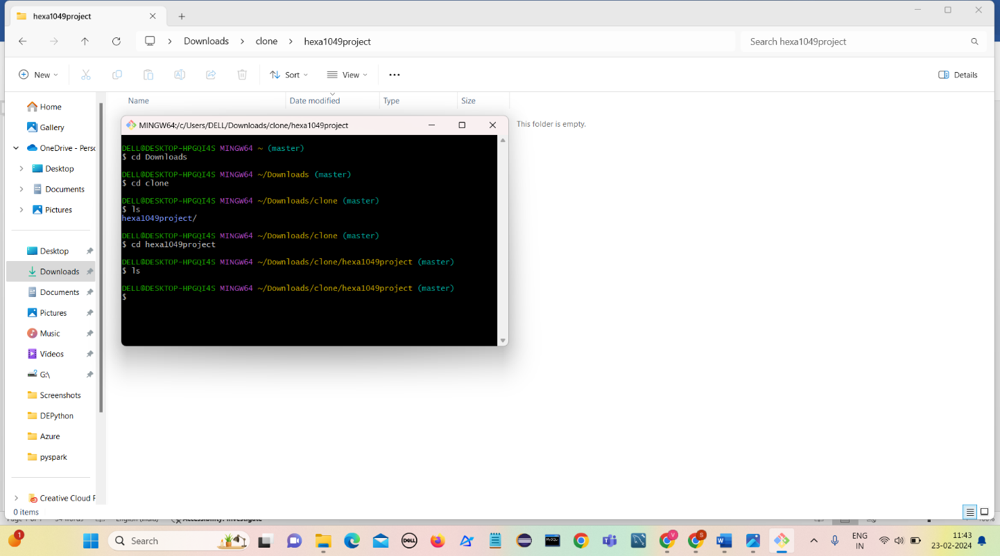 hexa1049project
Downloads > clone > hexa1049project
Search hexa1049project
New
Sort
View
Details
Name
Date modified
Type
Size
This folder is empty.
Home
Gallery
OneDrive - Perso
Desktop
Documents
Pictures
Desktop
Downloads
Documents
Pictures
Music
Videos
G:\
Screenshots
DEPython
Azure
pyspark
Creative Cloud F
0 items
MINGW64:/c/Users/DELL/Downloads/clone/hexa1049project
DELL@DESKTOP-HPGQI4S MINGW64 ~ (master)
$ cd Downloads
DELL@DESKTOP-HPGQI4S MINGW64 ~/Downloads (master)
$ cd clone
DELL@DESKTOP-HPGQI4S MINGW64 ~/Downloads/clone (master)
$ ls
hexa1049project/
DELL@DESKTOP-HPGQI4S MINGW64 ~/Downloads/clone (master)
$ cd hexa1049project
DELL@DESKTOP-HPGQI4S MINGW64 ~/Downloads/clone/hexa1049project (master)
$ ls
DELL@DESKTOP-HPGQI4S MINGW64 ~/Downloads/clone/hexa1049project (master)
$
Accessibility: Investigate
1
Search
DELL
MySQL
V
S
ENG
IN
11:43
23-02-2024